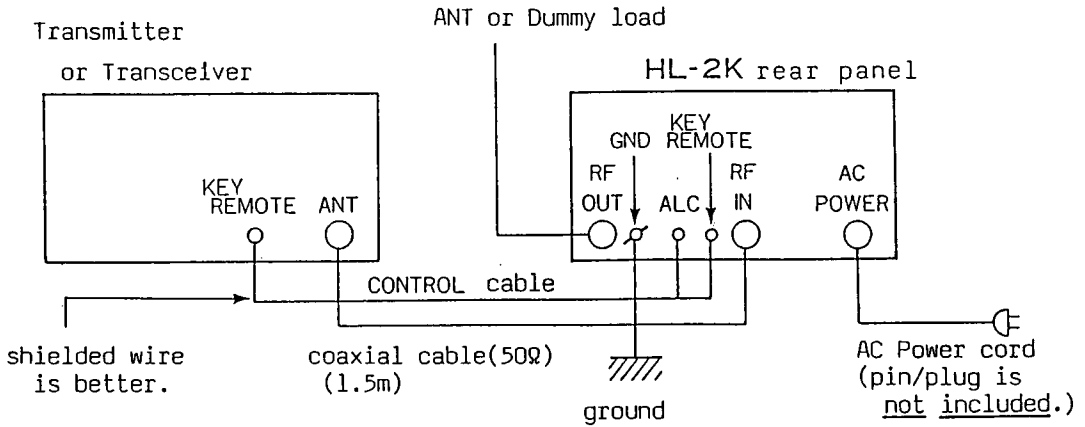 ANT or Dummy load
Transmitter
or Transceiver
HL-2K rear panel
KEY
REMOTE
ANT
GND
KEY
REMOTE
RF
OUT
ALC
RF
IN
AC
POWER
CONTROL cable
shielded wire
is better.
coaxial cable(50Ω)
(1.5m)
ground
AC Power cord
(pin/plug is
not included.)